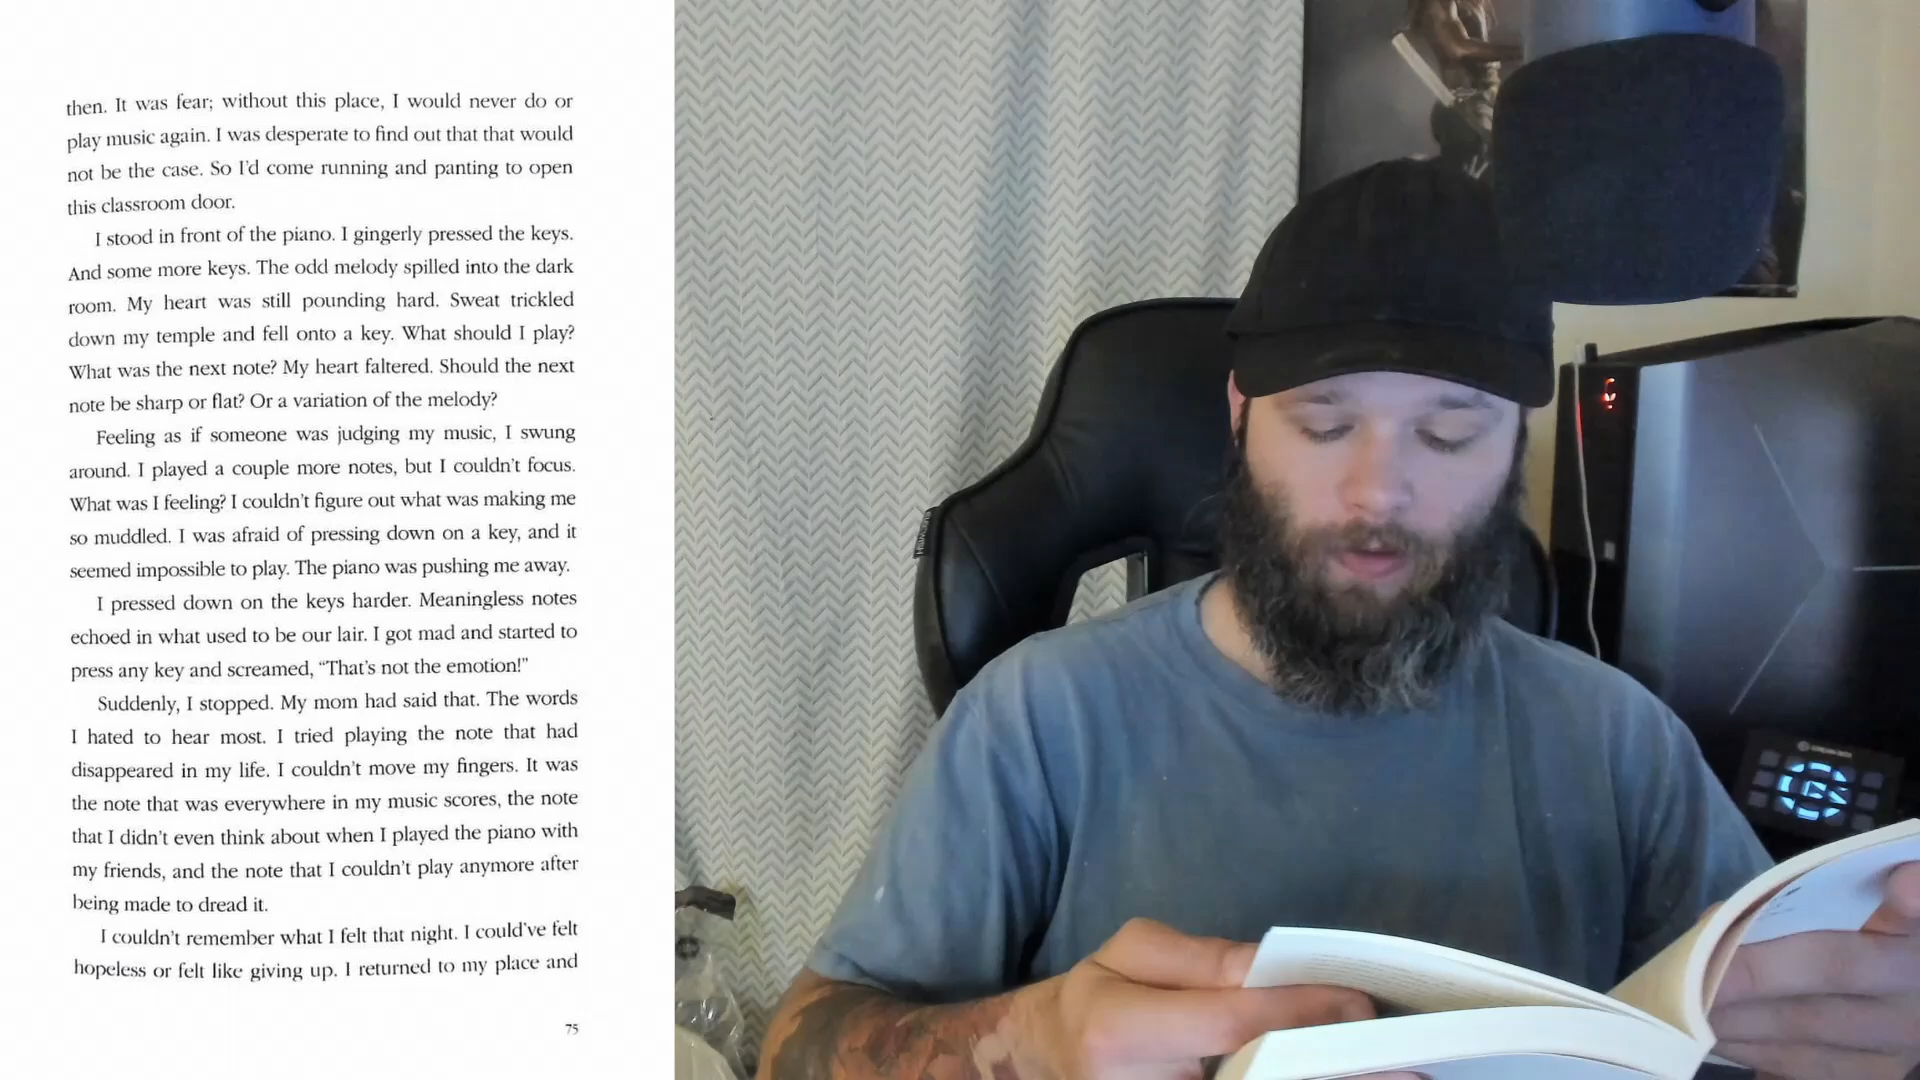 then. It was fear; without this place, I would never do or
play music again. I was desperate to find out that that would
not be the case. So I'd come running and panting to open
this classroom door.
I stood in front of the piano. I gingerly pressed the keys.
And some more keys. The odd melody spilled into the dark
room. My heart was still pounding hard. Sweat trickled
down my temple and fell onto a key. What should I play?
What was the next note? My heart faltered. Should the next
note be sharp or flat? Or a variation of the melody?
Feeling as if someone was judging my music, I swung
around. I played a couple more notes, but I couldn't focus.
What was I feeling? I couldn't figure out what was making me
so muddled. I was afraid of pressing down on a key, and it
seemed impossible to play. The piano was pushing me away.
I pressed down on the keys harder. Meaningless notes
echoed in what used to be our lair. I got mad and started to
press any key and screamed, “That's not the emotion!”
Suddenly, I stopped. My mom had said that. The words
I hated to hear most. I tried playing the note that had
disappeared in my life. I couldn't move my fingers. It was
the note that was everywhere in my music scores, the note
that I didn't even think about when I played the piano with
my friends, and the note that I couldn't play anymore after
being made to dread it.
I couldn't remember what I felt that night. I could've felt
hopeless or felt like giving up. I returned to my place and
75